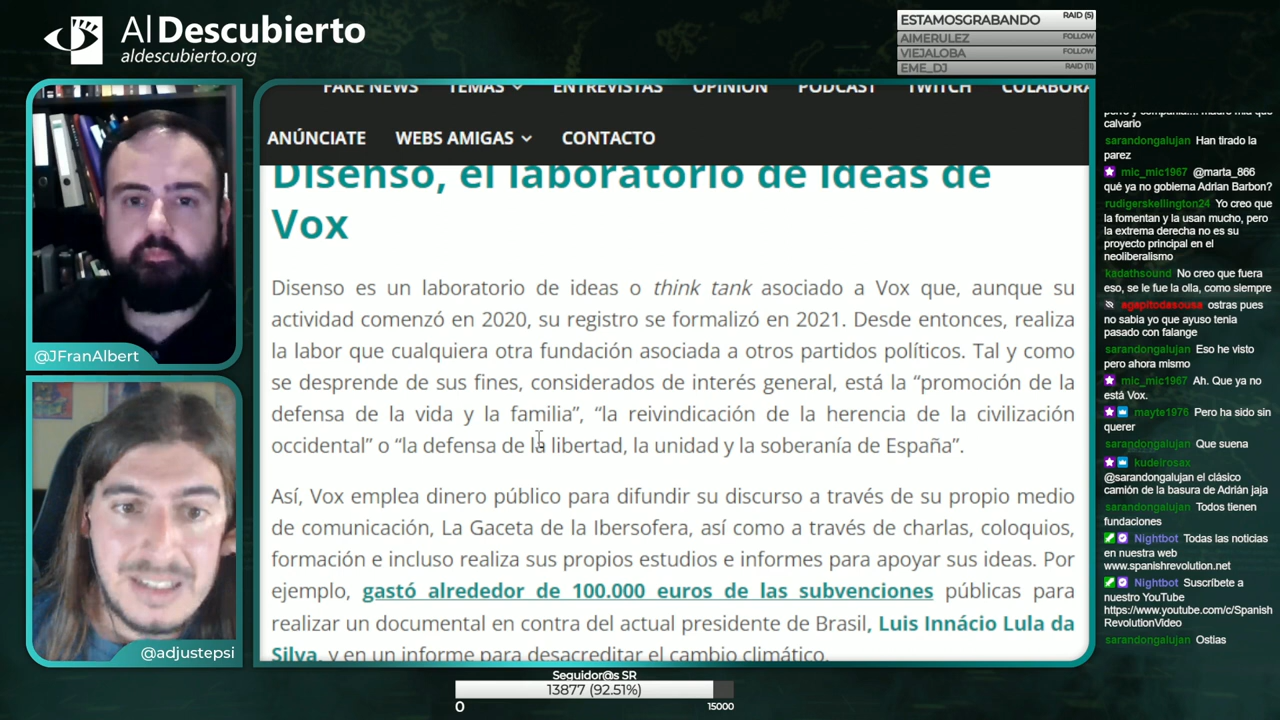 Al Descubierto
aldescubierto.org
ESTAMOSGRABANDO RAID (5)
AIMERULEZ FOLLOW
VIEJALOBA FOLLOW
EME_DJ RAID (11)
FAKE NEWS TEMAS ENTREVISTAS OPINIÓN PODCAST TWITCH COLABORA
ANÚNCIATE WEBS AMIGAS CONTACTO
Disenso, el laboratorio de ideas de
Vox
Disenso es un laboratorio de ideas o think tank asociado a Vox que, aunque su
actividad comenzó en 2020, su registro se formalizó en 2021. Desde entonces, realiza
la labor que cualquiera otra fundación asociada a otros partidos políticos. Tal y como
se desprende de sus fines, considerados de interés general, está la “promoción de la
defensa de la vida y la familia”, “la reivindicación de la herencia de la civilización
occidental” o “la defensa de la libertad, la unidad y la soberanía de España”.
Así, Vox emplea dinero público para difundir su discurso a través de su propio medio
de comunicación, La Gaceta de la Ibersofera, así como a través de charlas, coloquios,
formación e incluso realiza sus propios estudios e informes para apoyar sus ideas. Por
ejemplo, gastó alrededor de 100.000 euros de las subvenciones públicas para
realizar un documental en contra del actual presidente de Brasil, Luis Innácio Lula da
Silva, y en un informe para desacreditar el cambio climático.
@JFranAlbert
@adjustepsi
calvario
sarandongalujan Han tirado la
parez
mic_mic1967 @marta_866
qué ya no gobierna Adrian Barbon?
rudigerskellington24 Yo creo que
la fomentan y la usan mucho, pero
la extrema derecha no es su
proyecto principal en el
neoliberalismo
kadathsound No creo que fuera
eso, se le fue la olla, como siempre
agapitodasousa ostras pues
no sabia yo que ayuso tenia
pasado con falange
sarandongalujan Eso he visto
pero ahora mismo
mic_mic1967 Ah. Que ya no
está Vox.
mayte1976 Pero ha sido sin
querer
sarandongalujan Que suena
kudeirosax
@sarandongalujan el clásico
camión de la basura de Adrián jaja
sarandongalujan Todos tienen
fundaciones
Nightbot Todas las noticias
en nuestra web
www.spanishrevolution.net
Nightbot Suscríbete a
nuestro YouTube
https://www.youtube.com/c/Spanish
RevolutionVideo
sarandongalujan Ostias
Seguidor@s SR
13877 (92.51%)
0 15000